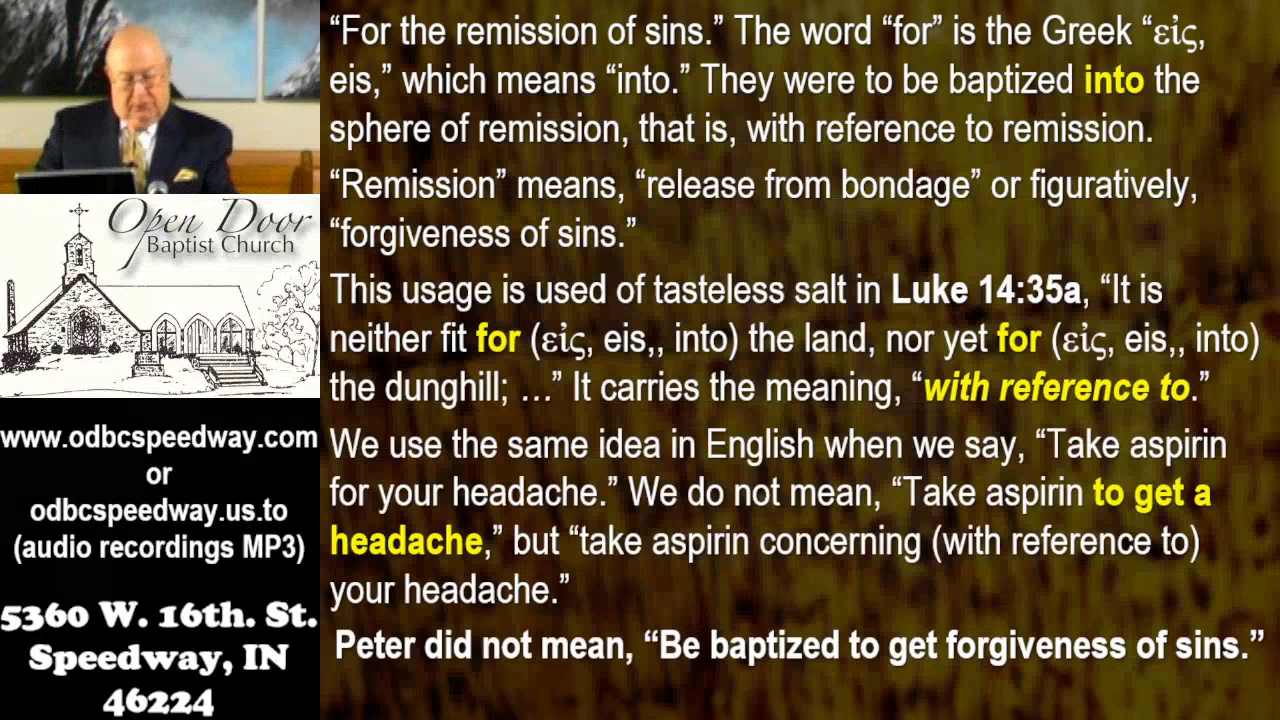 “For the remission of sins.” The word “for” is the Greek “εἰς,
eis,” which means “into.” They were to be baptized into the
sphere of remission, that is, with reference to remission.
“Remission” means, “release from bondage” or figuratively,
“forgiveness of sins.”
This usage is used of tasteless salt in Luke 14:35a, “It is
neither fit for (εἰς, eis,, into) the land, nor yet for (εἰς, eis,, into)
the dunghill; …” It carries the meaning, “with reference to.”
We use the same idea in English when we say, “Take aspirin
for your headache.” We do not mean, “Take aspirin to get a
headache,” but “take aspirin concerning (with reference to)
your headache.”
Peter did not mean, “Be baptized to get forgiveness of sins.”
Open Door
Baptist Church
www.odbcspeedway.com
or
odbcspeedway.us.to
(audio recordings MP3)
5360 W. 16th. St.
Speedway, IN
46224